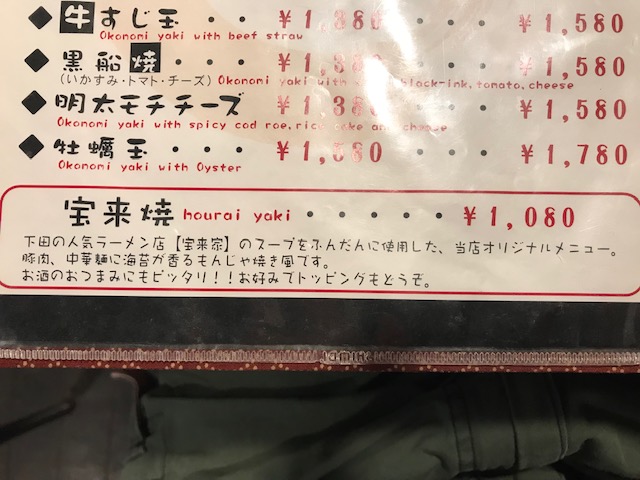 ◆牛すじ玉・・・¥1,380・・・¥1,580
Okonomi yaki with beef straw
◆黒船焼・・・¥1,380・・・¥1,580
(いかすみ・トマト・チーズ) Okonomi yaki with black-ink,tomato,cheese
◆明太モチチーズ ¥1,380・・・¥1,580
Okonomi yaki with spicy cod roe,rice cake and cheese
◆牡蠣玉・・・¥1,580・・・¥1,780
Okonomi yaki with Oyster
宝来焼 hourai yaki・・・・・¥1,080
下田の人気ラーメン店【宝来家】のスープをふんだんに使用した、当店オリジナルメニュー。
豚肉、中華麺に海苔が香るもんじゃ焼き風です。
お酒のおつまみにもピッタリ!!お好みでトッピングもどうぞ。